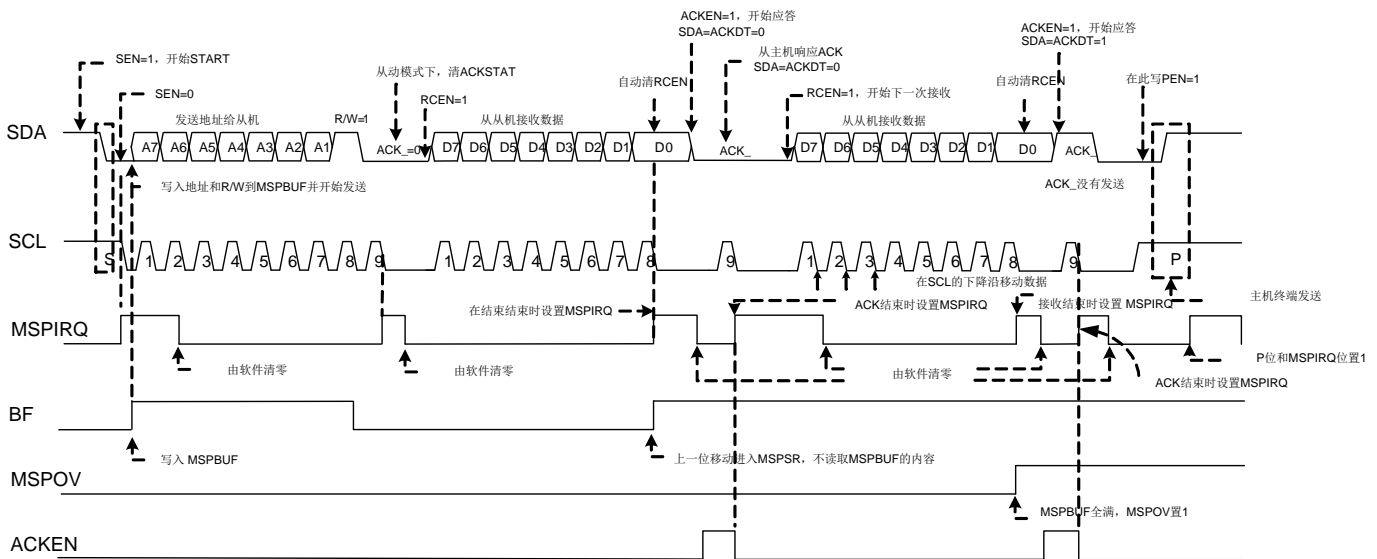 ACKEN=1，开始应答
SDA=ACKDT=0
ACKEN=1，开始应答
SDA=ACKDT=1
SEN=1，开始START
从主机响应ACK
SDA=ACKDT=0
从动模式下，清ACKSTAT
自动清RCEN
自动清RCEN
在此写PEN=1
SEN=0
RCEN=1
RCEN=1，开始下一次接收
发送地址给从机
R/W=1
从从机接收数据
从从机接收数据
SDA
A7 A6 A5 A4 A3 A2 A1
ACK_=0
D7 D6 D5 D4 D3 D2 D1 D0
ACK_
D7 D6 D5 D4 D3 D2 D1 D0
ACK_
写入地址和R/W到MSPBUF并开始发送
ACK_没有发送
SCL
S 1 2 3 4 5 6 7 8 9 1 2 3 4 5 6 7 8 9 1 2 3 4 5 6 7 8 9 P
在SCL的下降沿移动数据
在结束结束时设置MSPIRQ
ACK结束时设置MSPIRQ
接收结束时设置 MSPIRQ
主机终端发送
MSPIRQ
由软件清零
由软件清零
由软件清零
P位和MSPIRQ位置1
ACK结束时设置MSPIRQ
BF
写入 MSPBUF
上一位移动进入MSPSR，不读取MSPBUF的内容
MSPOV
MSPBUF全满，MSPOV置1
ACKEN